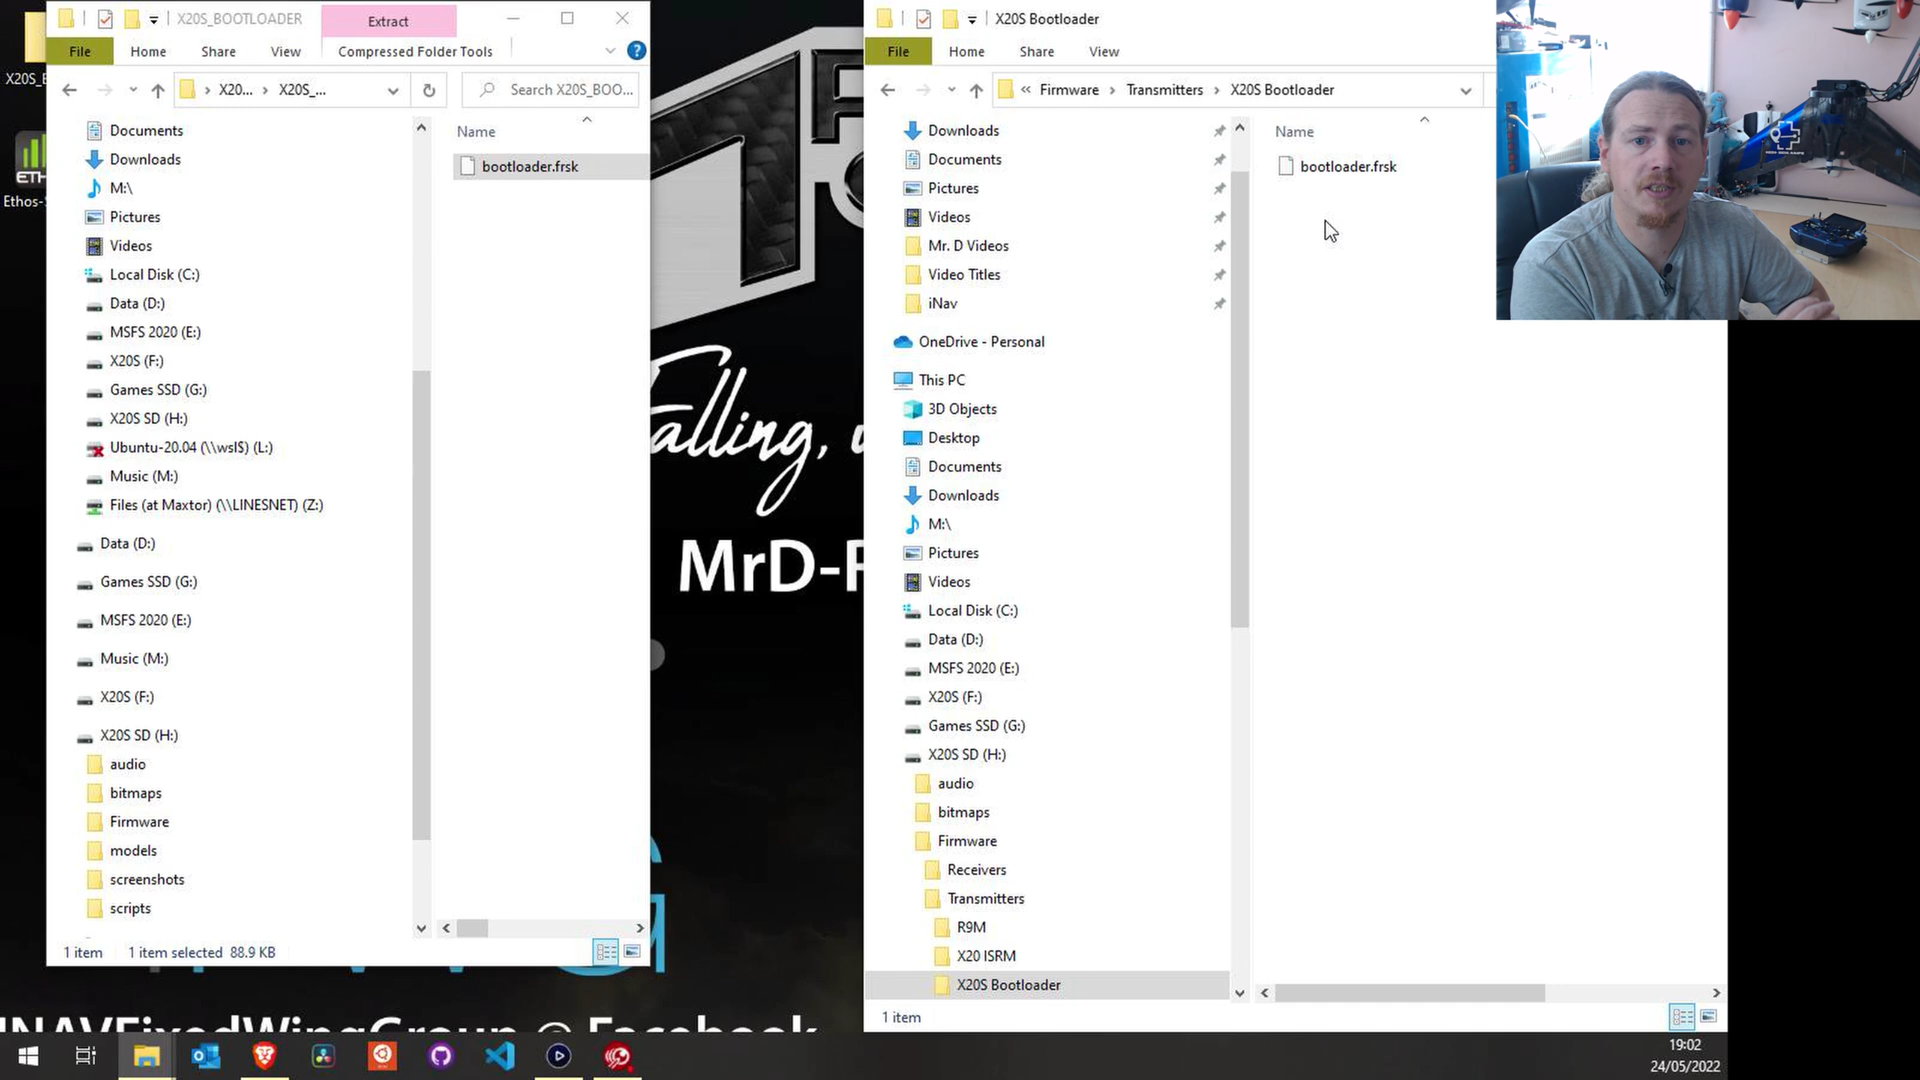 X20S_BOOTLOADER
Extract
File
Home
Share
View
Compressed Folder Tools
X20...
X20S_...
Search X20S_BOO...
Documents
Downloads
M:\
Pictures
Videos
Local Disk (C:)
Data (D:)
MSFS 2020 (E:)
X20S (F:)
Games SSD (G:)
X20S SD (H:)
Ubuntu-20.04 (\\wsl$) (L:)
Music (M:)
Files (at Maxtor) (\\LINESNET) (Z:)
Data (D:)
Games SSD (G:)
MSFS 2020 (E:)
Music (M:)
X20S (F:)
X20S SD (H:)
audio
bitmaps
Firmware
models
screenshots
scripts
Name
bootloader.frsk
1 item
1 item selected 88.9 KB
X20S_B
ETH
Ethos-S
Falling,
MrD-F
INAVFixedWingGroup @ Facebook
X20S Bootloader
File
Home
Share
View
« Firmware > Transmitters > X20S Bootloader
Downloads
Documents
Pictures
Videos
Mr. D Videos
Video Titles
iNav
OneDrive - Personal
This PC
3D Objects
Desktop
Documents
Downloads
M:\
Pictures
Videos
Local Disk (C:)
Data (D:)
MSFS 2020 (E:)
X20S (F:)
Games SSD (G:)
X20S SD (H:)
audio
bitmaps
Firmware
Receivers
Transmitters
R9M
X20 ISRM
X20S Bootloader
Name
bootloader.frsk
1 item
19:02
24/05/2022